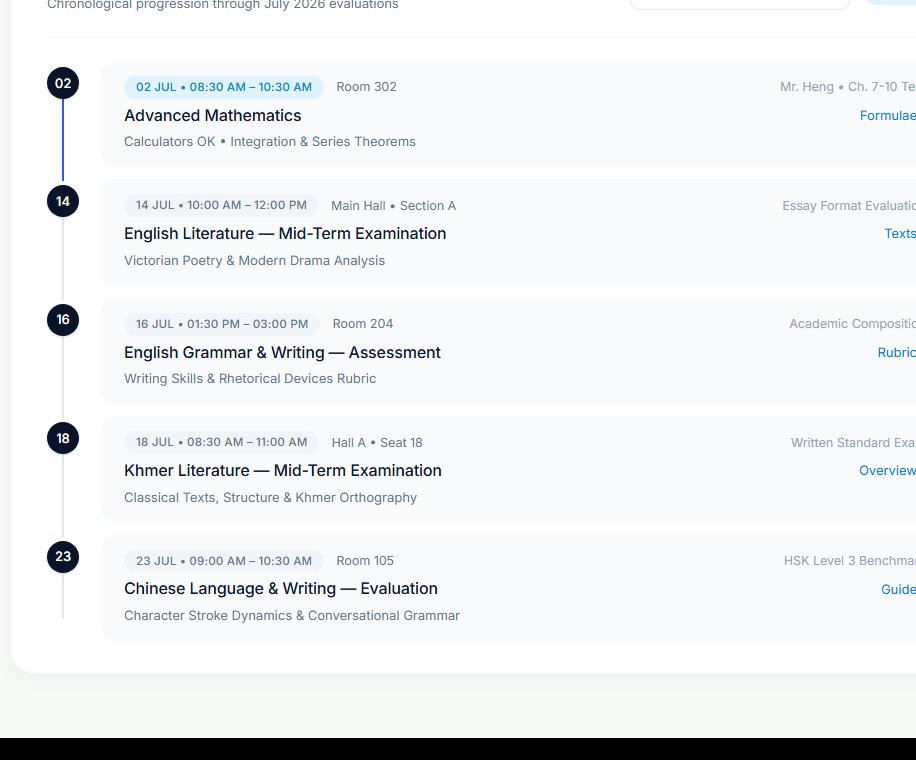 Chronological progression through July 2026 evaluations
02
02 JUL • 08:30 AM – 10:30 AM Room 302 Mr. Heng • Ch. 7-10
Advanced Mathematics Formulae
Calculators OK • Integration & Series Theorems
14
14 JUL • 10:00 AM – 12:00 PM Main Hall • Section A Essay Format
English Literature — Mid-Term Examination Texts
Victorian Poetry & Modern Drama Analysis
16
16 JUL • 01:30 PM – 03:00 PM Room 204 Academic
English Grammar & Writing — Assessment Rubric
Writing Skills & Rhetorical Devices Rubric
18
18 JUL • 08:30 AM – 11:00 AM Hall A • Seat 18 Written Standard
Khmer Literature — Mid-Term Examination Overview
Classical Texts, Structure & Khmer Orthography
23
23 JUL • 09:00 AM – 10:30 AM Room 105 HSK Level 3
Chinese Language & Writing — Evaluation Guide
Character Stroke Dynamics & Conversational Grammar